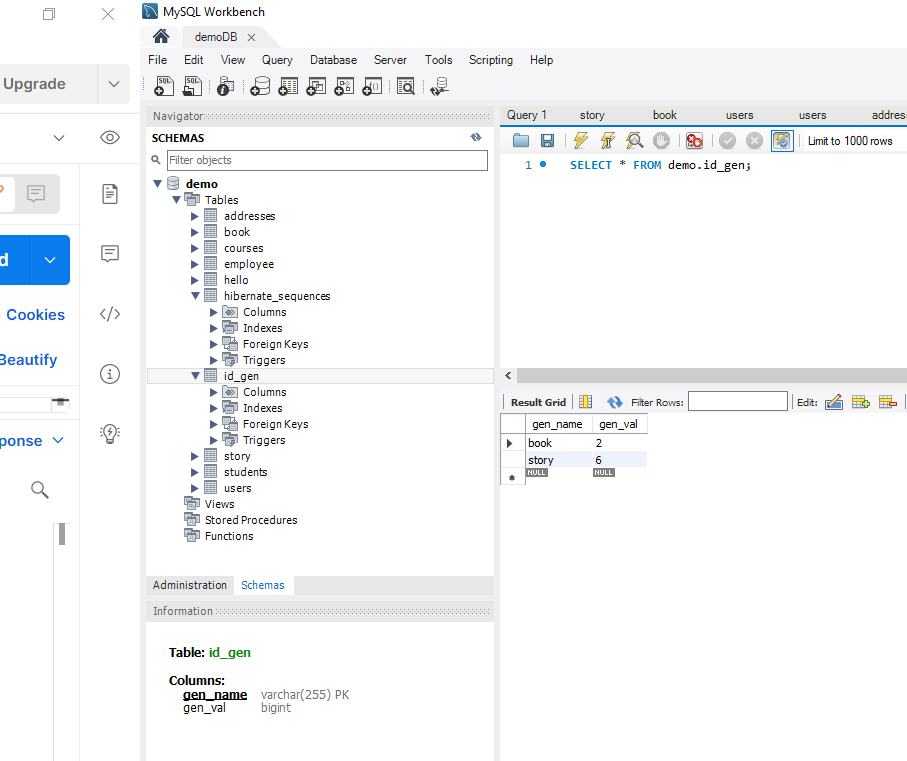 MySQL Workbench
demoDB
File Edit View Query Database Server Tools Scripting Help
Upgrade
Cookies
Beautify
Navigator
SCHEMAS
Filter objects
demo
Tables
addresses
book
courses
employee
hello
hibernate_sequences
Columns
Indexes
Foreign Keys
Triggers
id_gen
Columns
Indexes
Foreign Keys
Triggers
story
students
users
Views
Stored Procedures
Functions
Administration Schemas
Information
Table: id_gen
Columns:
gen_name varchar(255) PK
gen_val bigint
Query 1 story book users users addres
Limit to 1000 rows
1 SELECT * FROM demo.id_gen;
Result Grid Filter Rows: Edit:
gen_name gen_val
book 2
story 6
NULL NULL